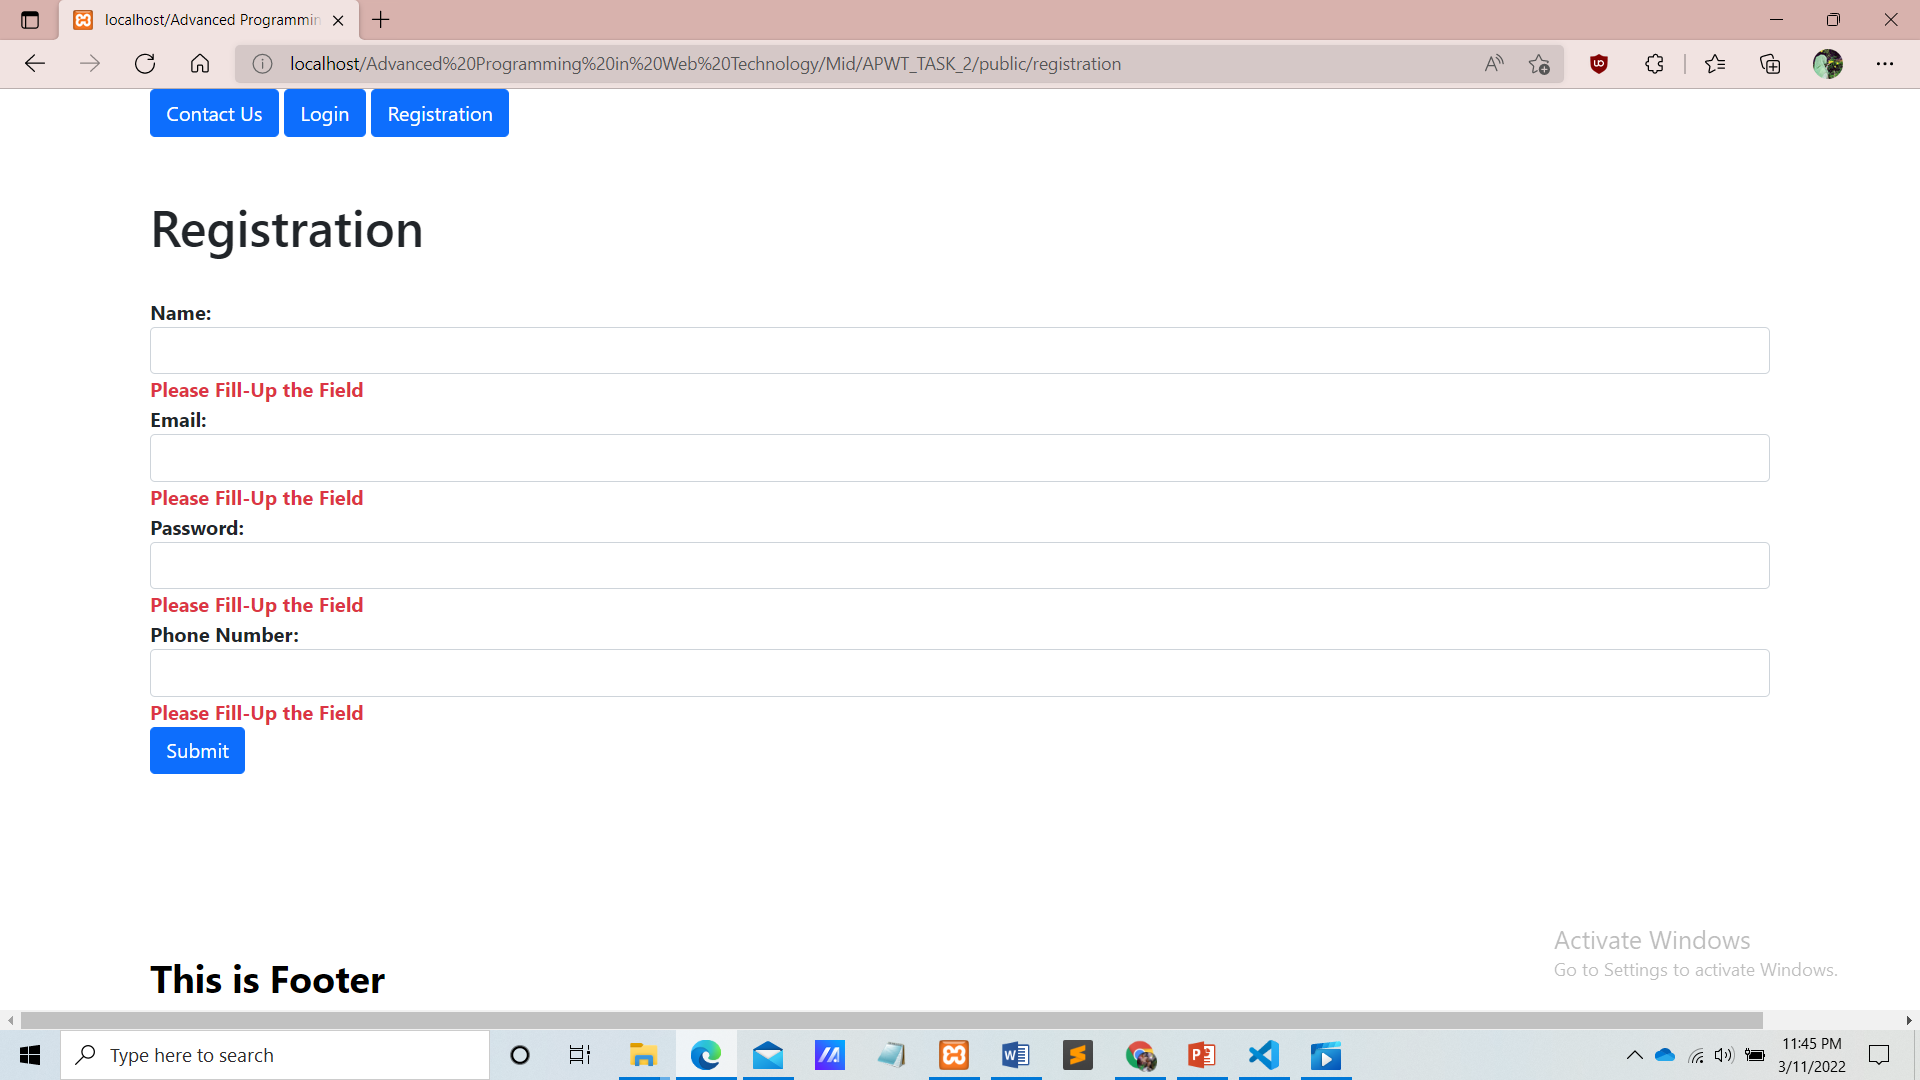 localhost/Advanced Programmin
localhost/Advanced%20Programming%20in%20Web%20Technology/Mid/APWT_TASK_2/public/registration
Contact Us Login Registration
Registration
Name:
Please Fill-Up the Field
Email:
Please Fill-Up the Field
Password:
Please Fill-Up the Field
Phone Number:
Please Fill-Up the Field
Submit
Activate Windows
Go to Settings to activate Windows.
This is Footer
Type here to search
11:45 PM
3/11/2022